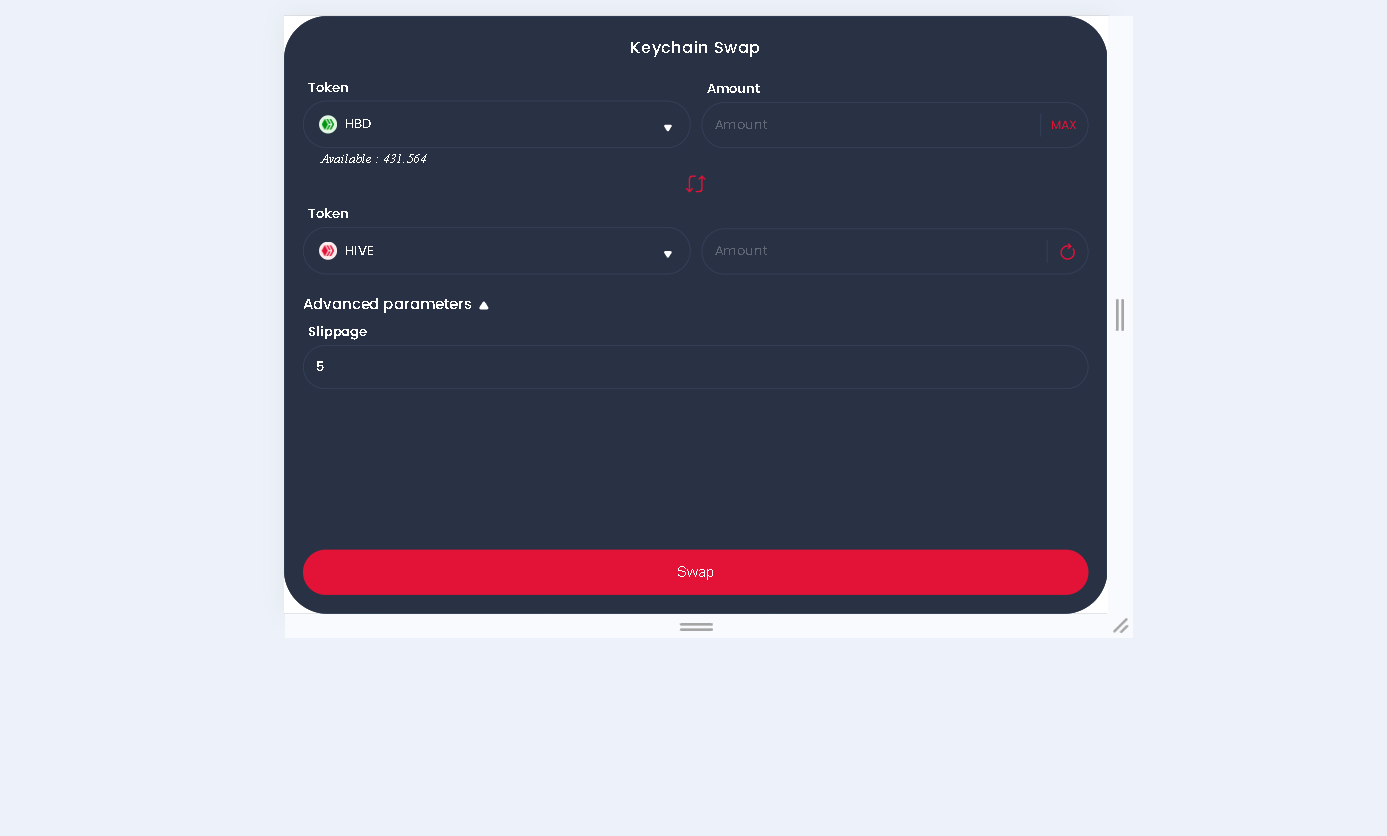 Keychain Swap
Token
Amount
HBD
Amount
MAX
Available : 431.564
Token
HIVE
Amount
Advanced parameters
Slippage
5
Swap